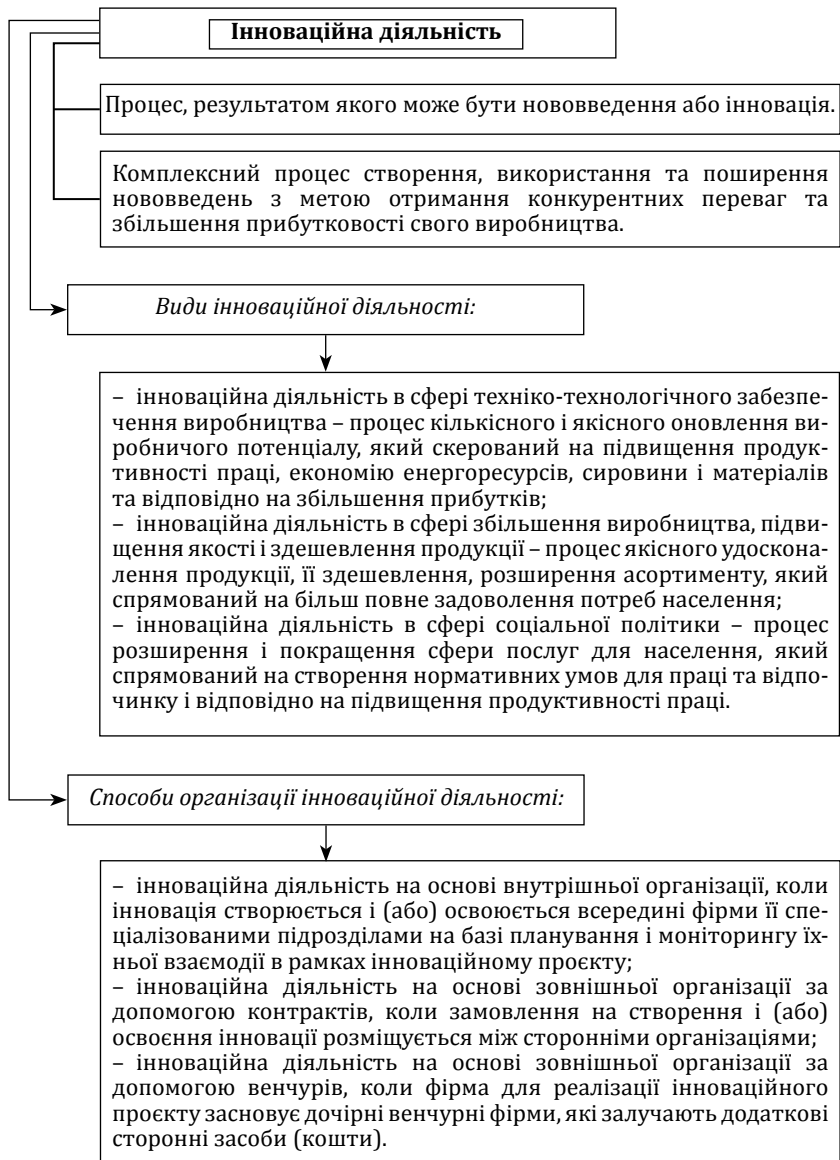 Інноваційна діяльність
Процес, результатом якого може бути нововведення або інновація.
Комплексний процес створення, використання та поширення
нововведень з метою отримання конкурентних переваг та
збільшення прибутковості свого виробництва.
Види інноваційної діяльності:
– інноваційна діяльність в сфері техніко-технологічного забезпе-
чення виробництва – процес кількісного і якісного оновлення ви-
робничого потенціалу, який скерований на підвищення продук-
тивності праці, економію енергоресурсів, сировини і матеріалів
та відповідно на збільшення прибутків;
– інноваційна діяльність в сфері збільшення виробництва, підви-
щення якості і здешевлення продукції – процес якісного удоскона-
лення продукції, її здешевлення, розширення асортименту, який
спрямований на більш повне задоволення потреб населення;
– інноваційна діяльність в сфері соціальної політики – процес
розширення і покращення сфери послуг для населення, який
спрямований на створення нормативних умов для праці та відпо-
чинку і відповідно на підвищення продуктивності праці.
Способи організації інноваційної діяльності:
– інноваційна діяльність на основі внутрішньої організації, коли
інновація створюється і (або) освоюється всередині фірми її спе-
ціалізованими підрозділами на базі планування і моніторингу їх-
ньої взаємодії в рамках інноваційному проєкту;
– інноваційна діяльність на основі зовнішньої організації за
допомогою контрактів, коли замовлення на створення і (або)
освоєння інновації розміщується між сторонніми організаціями;
– інноваційна діяльність на основі зовнішньої організації за
допомогою венчурів, коли фірма для реалізації інноваційного
проєкту засновує дочірні венчурні фірми, які залучають додаткові
сторонні засоби (кошти).